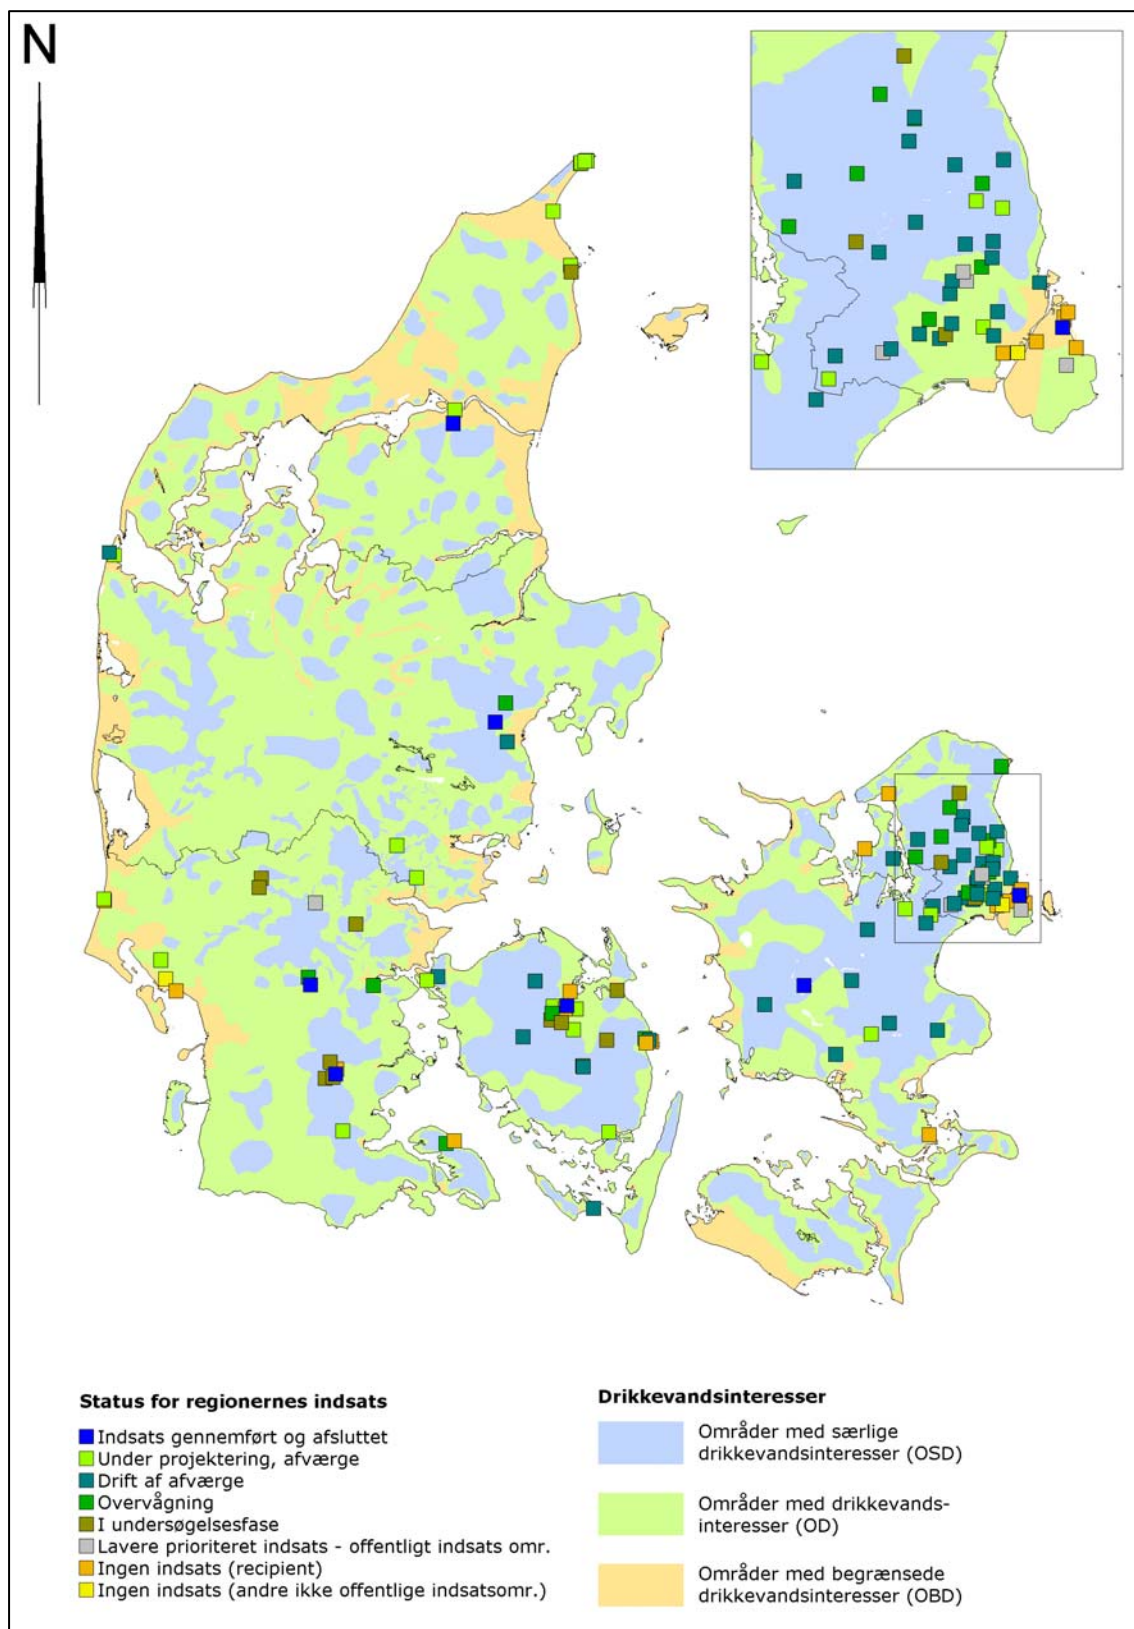 N
Status for regionernes indsats
Indsats gennemført og afsluttet
Under projektering, afværge
Drift af afværge
Overvågning
I undersøgelsesfase
Lavere prioriteret indsats - offentligt indsats omr.
Ingen indsats (recipient)
Ingen indsats (andre ikke offentlige indsatsomr.)
Drikkevandsinteresser
Områder med særlige
drikkevandsinteresser (OSD)
Områder med drikkevands-
interesser (OD)
Områder med begrænsede
drikkevandsinteresser (OBD)